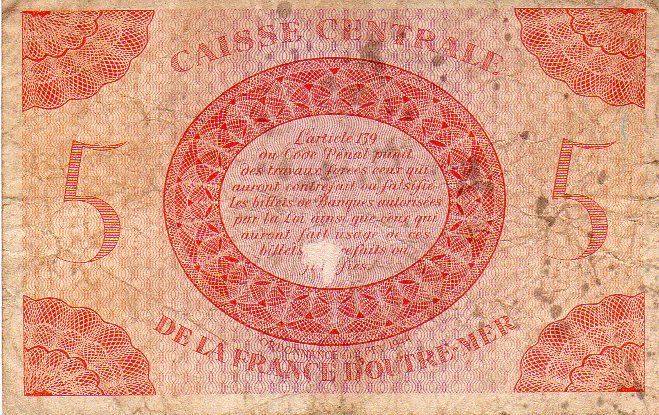 CAISSE CENTRALE
5
5
L'article 139
du Code Pénal punit
des travaux forcés ceux qui
auront contrefait ou falsifié
les billets de Banques autorisées
par la Loi ainsi que ceux qui
auront fait usage de ces
billets
DE LA FRANCE D'OUTRE-MER